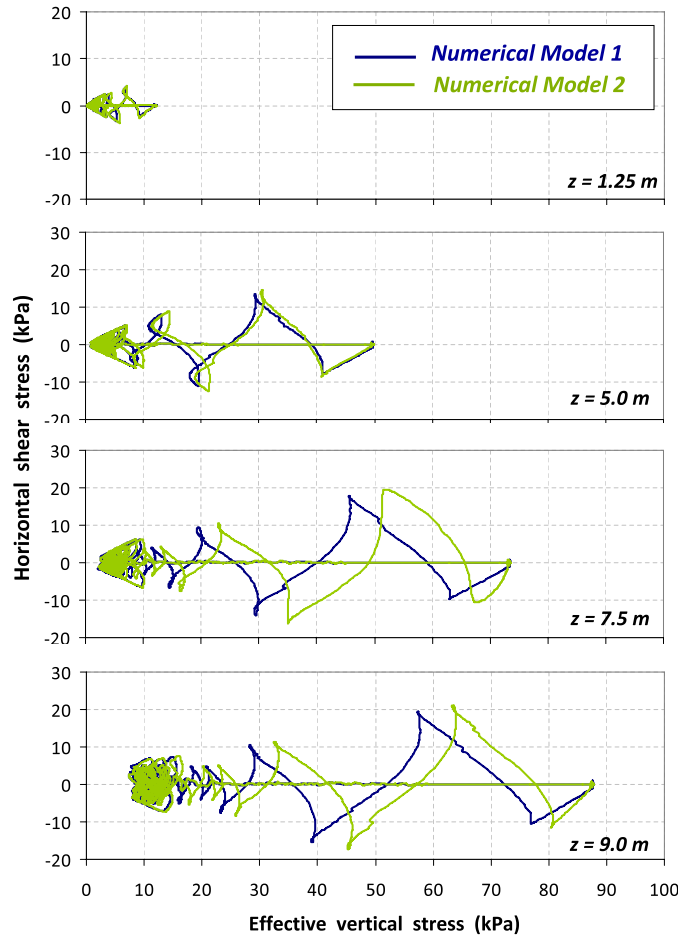 20
10
0
-10
-20
Numerical Model 1
Numerical Model 2
z = 1.25 m
30
20
10
0
-10
-20
z = 5.0 m
30
20
10
0
-10
-20
z = 7.5 m
30
20
10
0
-10
-20
z = 9.0 m
0 10 20 30 40 50 60 70 80 90 100
Horizontal shear stress (kPa)
Effective vertical stress (kPa)